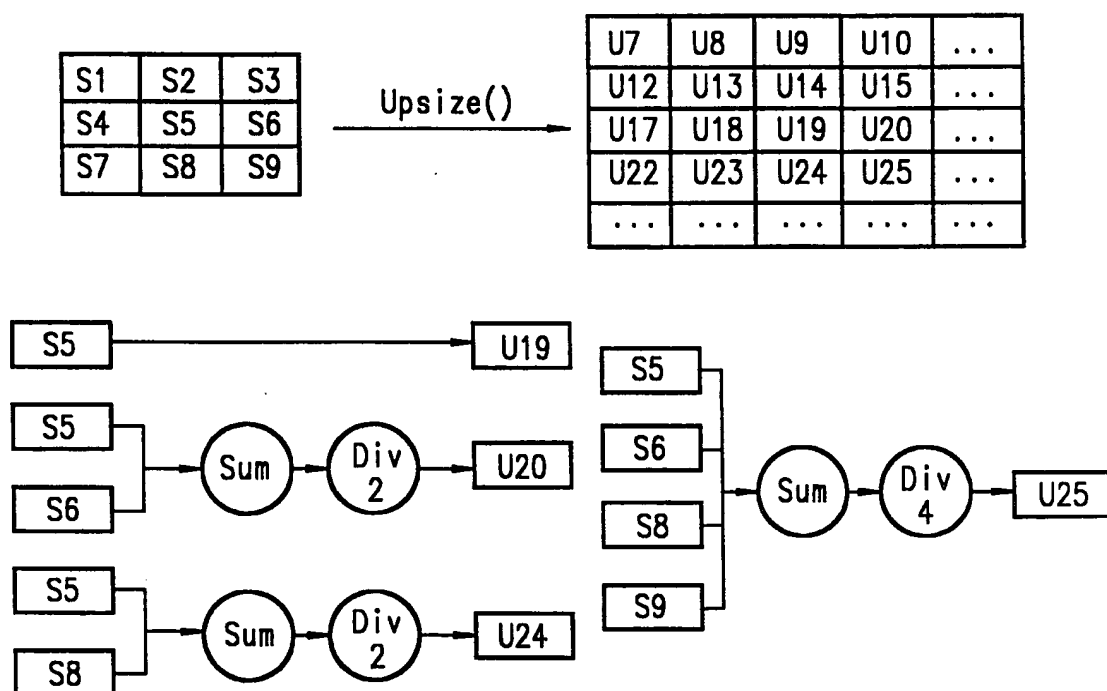 S1 S2 S3
S4 S5 S6
S7 S8 S9
Upsize()
U7 U8 U9 U10 ...
U12 U13 U14 U15 ...
U17 U18 U19 U20 ...
U22 U23 U24 U25 ...
... ... ... ... ...
S5 U19
S5
S6
Sum
Div
2
U20
S5
S8
Sum
Div
2
U24
S5
S6
S8
S9
Sum
Div
4
U25